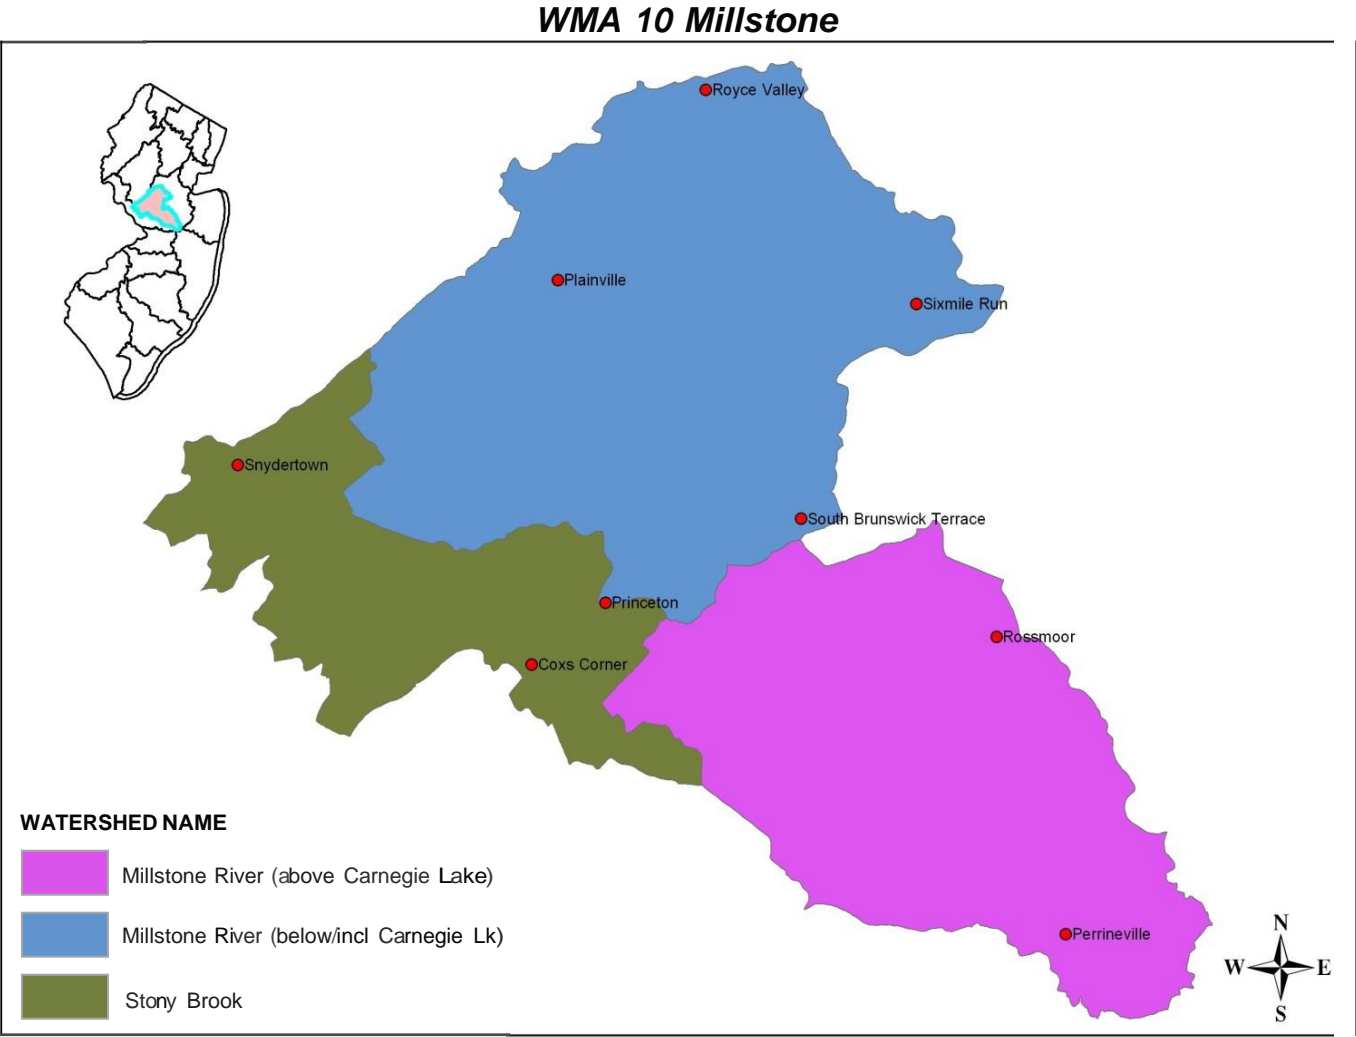 WMA 10 Millstone
Royce Valley
Plainville
Sixmile Run
Snydertown
South Brunswick Terrace
Princeton
Rossmoor
Coxs Corner
WATERSHED NAME
Millstone River (above Carnegie Lake)
Millstone River (below/incl Carnegie Lk)
Stony Brook
Perrineville
N
W E
S